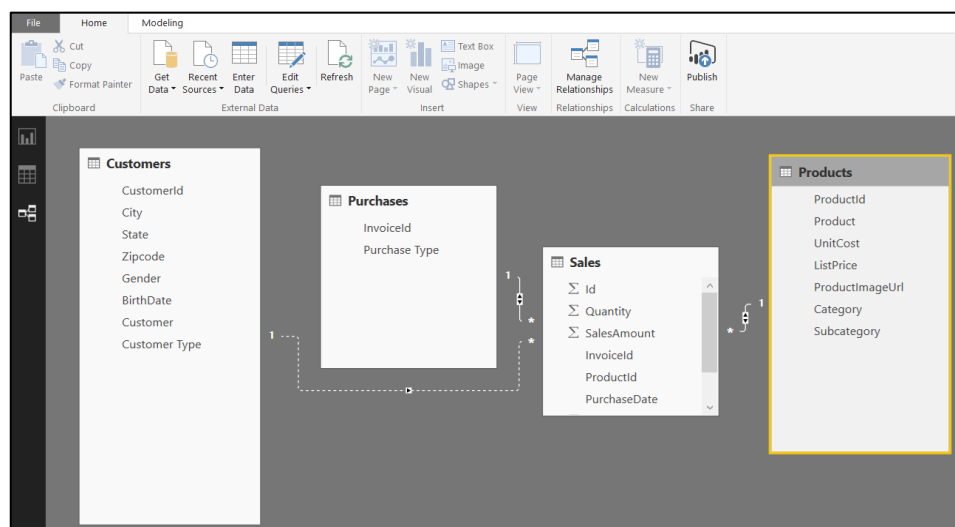 File Home Modeling
Paste
Cut
Copy
Format Painter
Clipboard
Get Data
Recent Sources
Enter Data
Edit Queries
External Data
Refresh
New Page
New Visual
Text Box
Image
Shapes
Insert
Page View
View
Manage Relationships
Relationships
New Measure
Calculations
Publish
Share
Customers
CustomerId
City
State
Zipcode
Gender
BirthDate
Customer
Customer Type
1
Purchases
InvoiceId
Purchase Type
1
*
*
Sales
Σ Id
Σ Quantity
Σ SalesAmount
InvoiceId
ProductId
PurchaseDate
*
1
Products
ProductId
Product
UnitCost
ListPrice
ProductImageUrl
Category
Subcategory